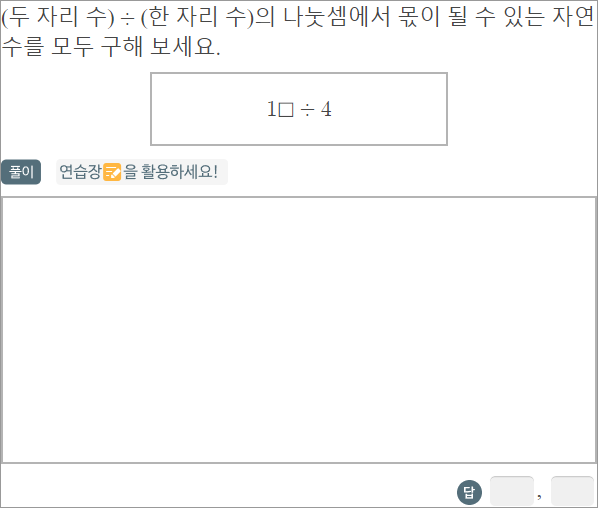 (두 자리 수) ÷ (한 자리 수)의 나눗셈에서 몫이 될 수 있는 자연
수를 모두 구해 보세요.
1□ ÷ 4
풀이 연습장을 활용하세요!
답 ,